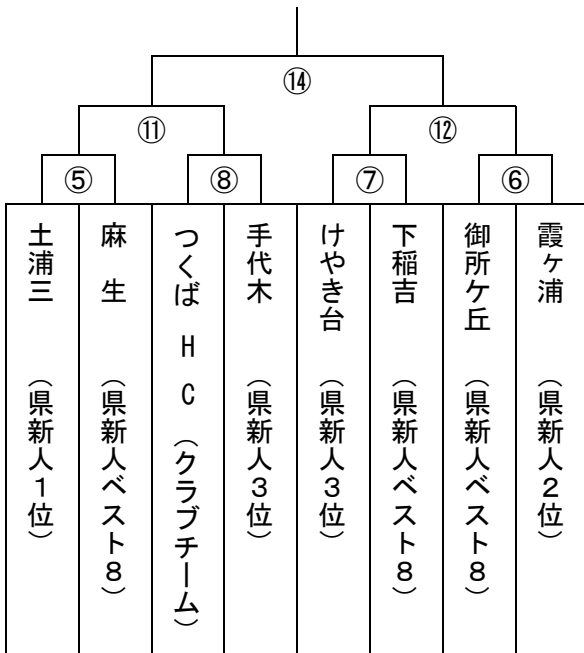 ⑭
⑪ ⑫
⑤ ⑧ ⑦ ⑥
土浦三 （県新人１位）
麻生 （県新人ベスト８）
つくば ＨＣ （クラブチーム）
手代木 （県新人３位）
けやき台 （県新人３位）
下稲吉 （県新人ベスト８）
御所ケ丘 （県新人ベスト８）
霞ヶ浦 （県新人２位）